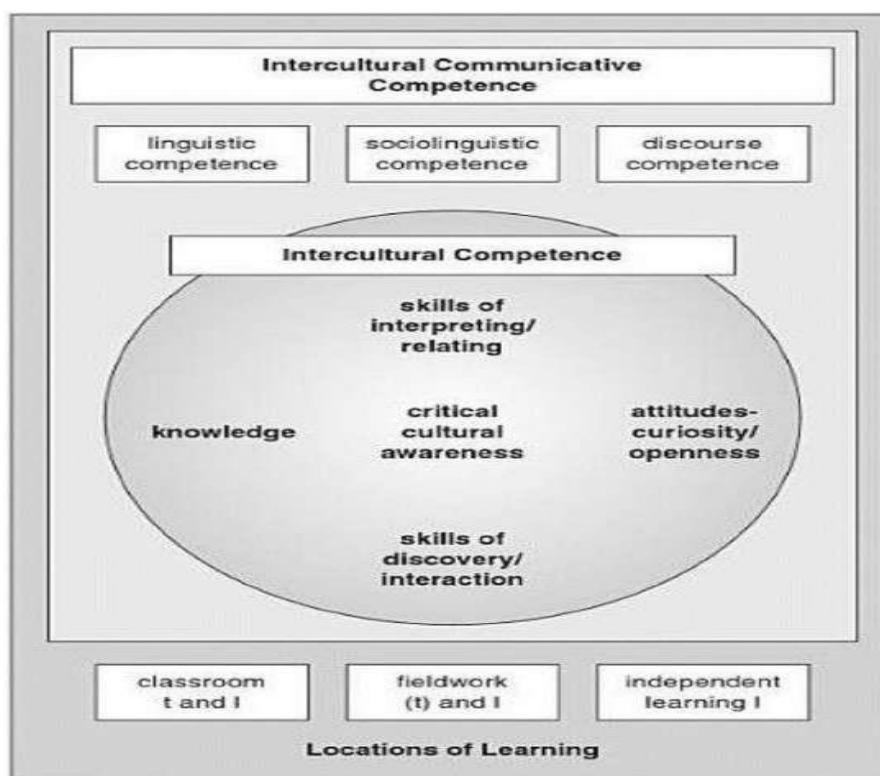 Intercultural Communicative
Competence
linguistic
competence
sociolinguistic
competence
discourse
competence
Intercultural Competence
skills of
interpreting/
relating
knowledge
critical
cultural
awareness
attitudes-
curiosity/
openness
skills of
discovery/
interaction
classroom
t and l
fieldwork
(t) and l
independent
learning l
Locations of Learning